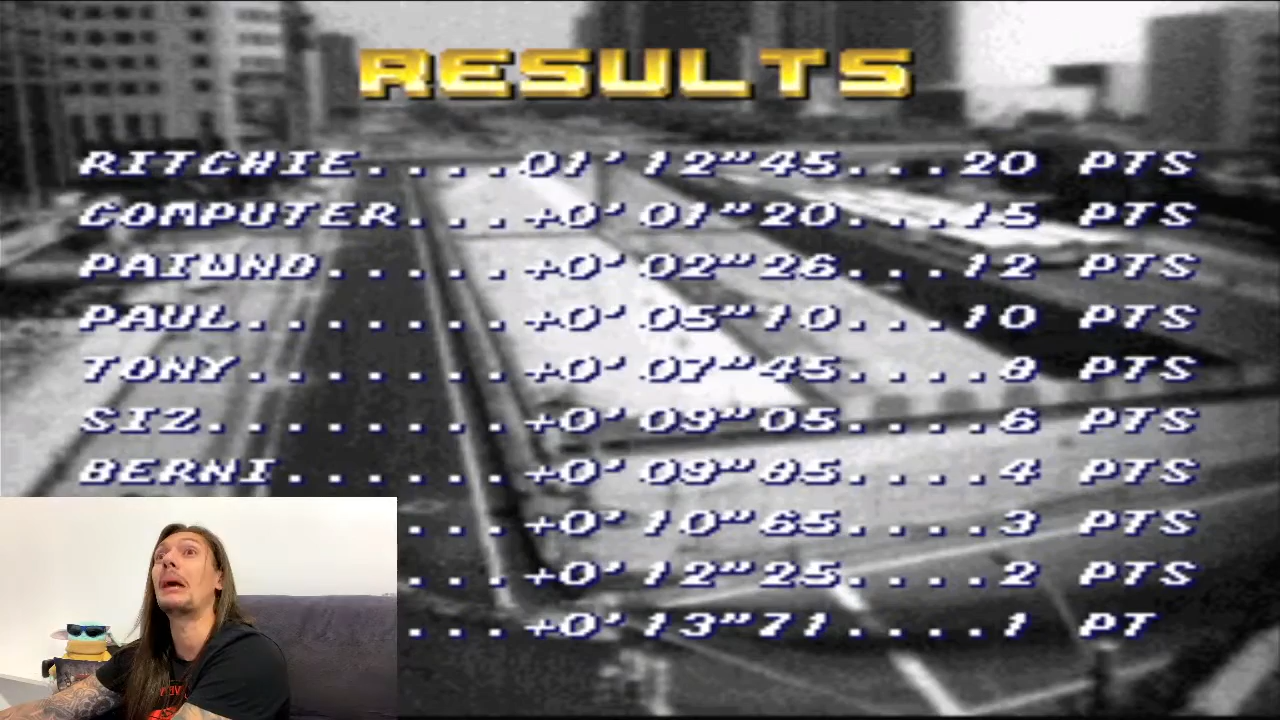 RESULTS
RITCHIE....01'12"45...20 PTS
COMPUTER...+0'01"20...15 PTS
PAIWND.....+0'02"26...12 PTS
PAUL.......+0'05"10...10 PTS
TONY.......+0'07"45....8 PTS
SIZ........+0'09"05....6 PTS
BERNI......+0'09"85....4 PTS
...+0'10"65....3 PTS
...+0'12"25....2 PTS
...+0'13"71....1 PT